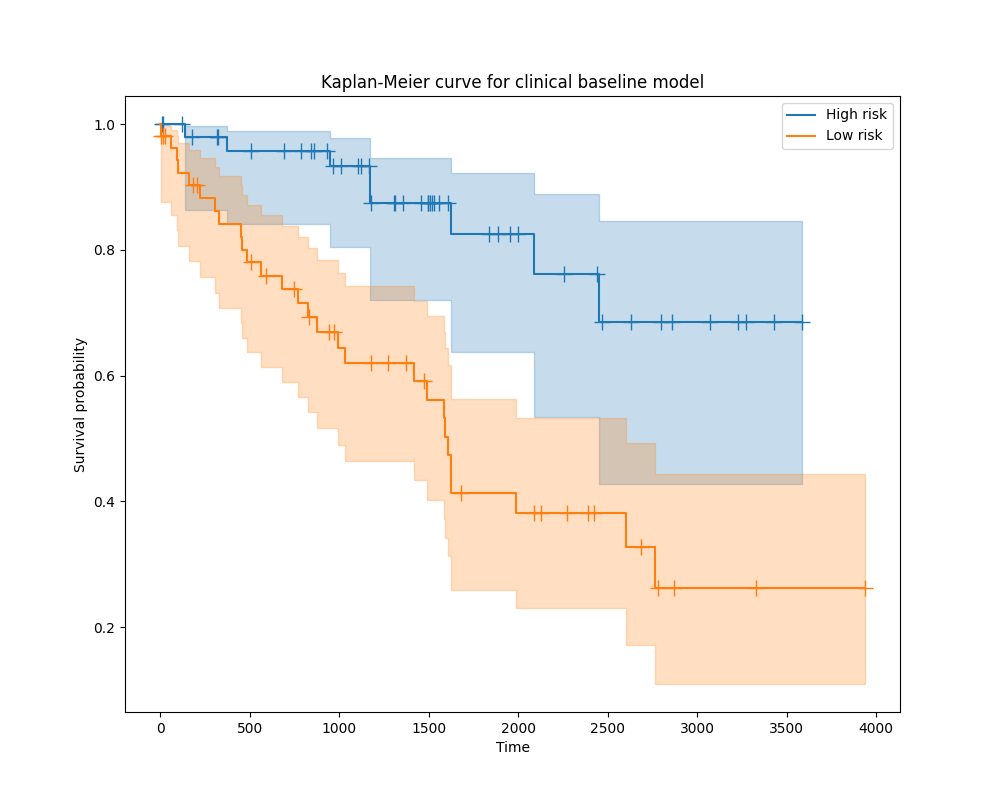 Kaplan-Meier curve for clinical baseline model
High risk
Low risk
1.0
0.8
0.6
0.4
0.2
Survival probability
0 500 1000 1500 2000 2500 3000 3500 4000
Time